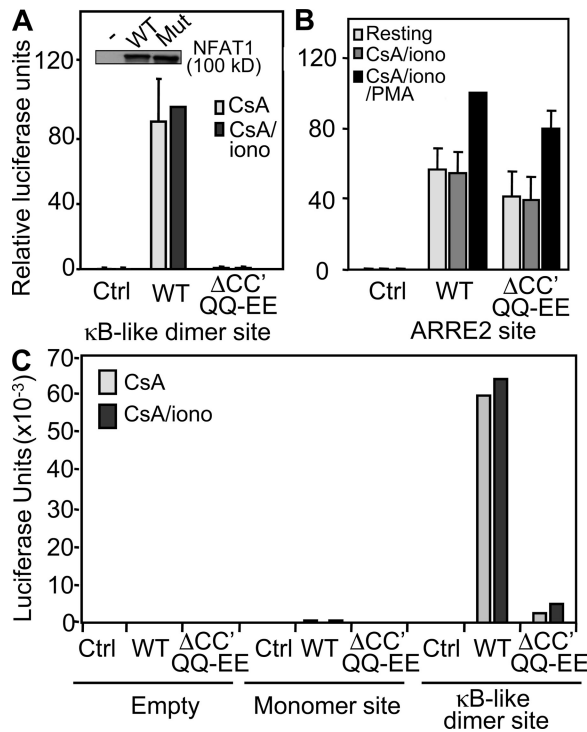 A
- WT Mut
NFAT1
(100 kD)
Relative luciferase units
120
80
40
0
CsA
CsA/
iono
Ctrl WT ΔCC'
QQ-EE
κB-like dimer site
B
Resting
CsA/iono
CsA/iono
/PMA
120
80
40
0
Ctrl WT ΔCC'
QQ-EE
ARRE2 site
C
Luciferase Units (x10-3)
70
60
50
40
30
20
10
0
CsA
CsA/iono
Ctrl WT ΔCC' Ctrl WT ΔCC' Ctrl WT ΔCC'
QQ-EE QQ-EE QQ-EE
Empty Monomer site κB-like
dimer site